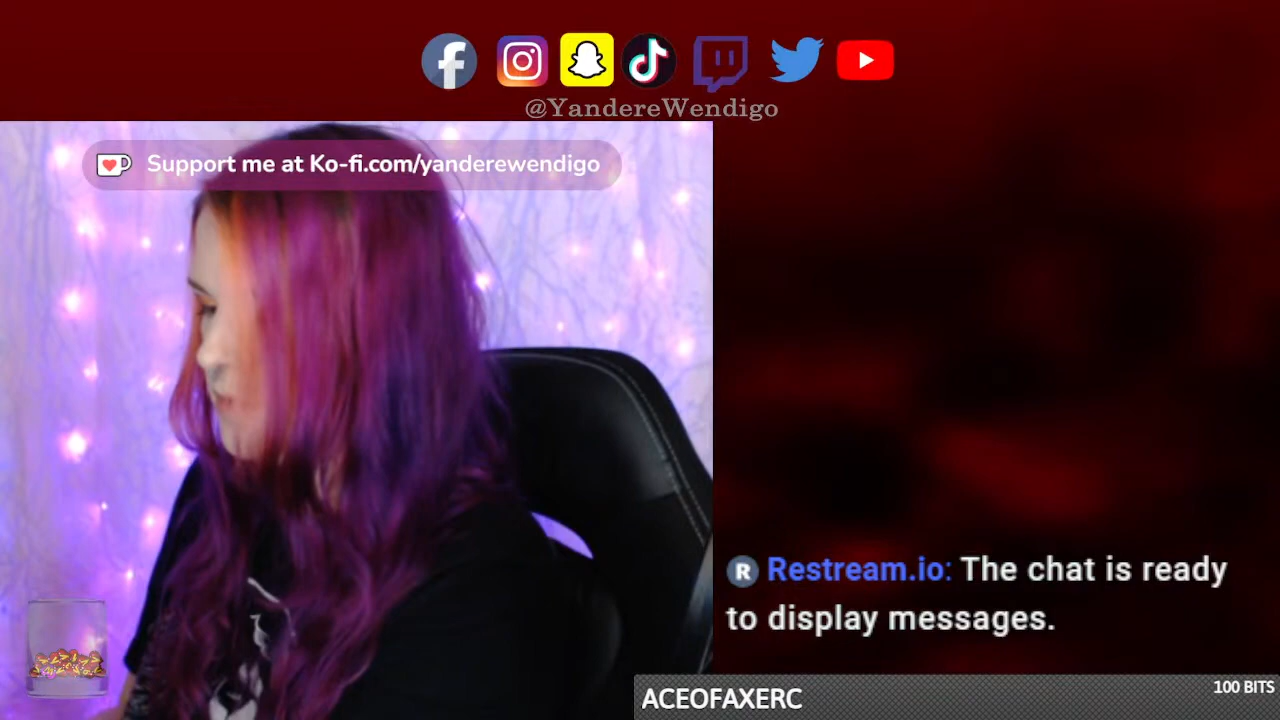 @YandereWendigo
Support me at Ko-fi.com/yanderewendigo
R Restream.io: The chat is ready
to display messages.
ACEOFAXERC
100 BITS